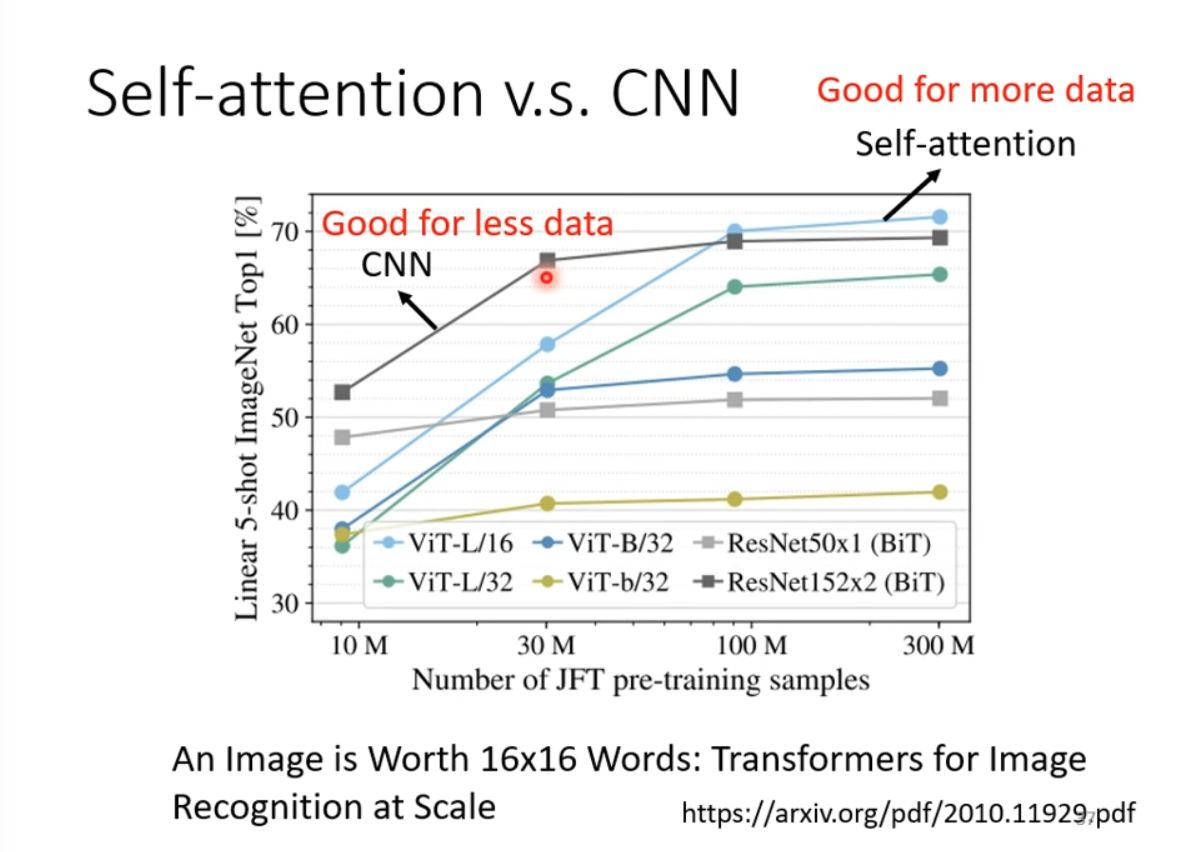 Self-attention v.s. CNN
Good for more data
Self-attention
Good for less data
CNN
Linear 5-shot ImageNet Top1 [%]
70
60
50
40
30
ViT-L/16
ViT-B/32
ResNet50x1 (BiT)
ViT-L/32
ViT-b/32
ResNet152x2 (BiT)
10 M
30 M
100 M
300 M
Number of JFT pre-training samples
An Image is Worth 16x16 Words: Transformers for Image
Recognition at Scale
https://arxiv.org/pdf/2010.11929.pdf
37